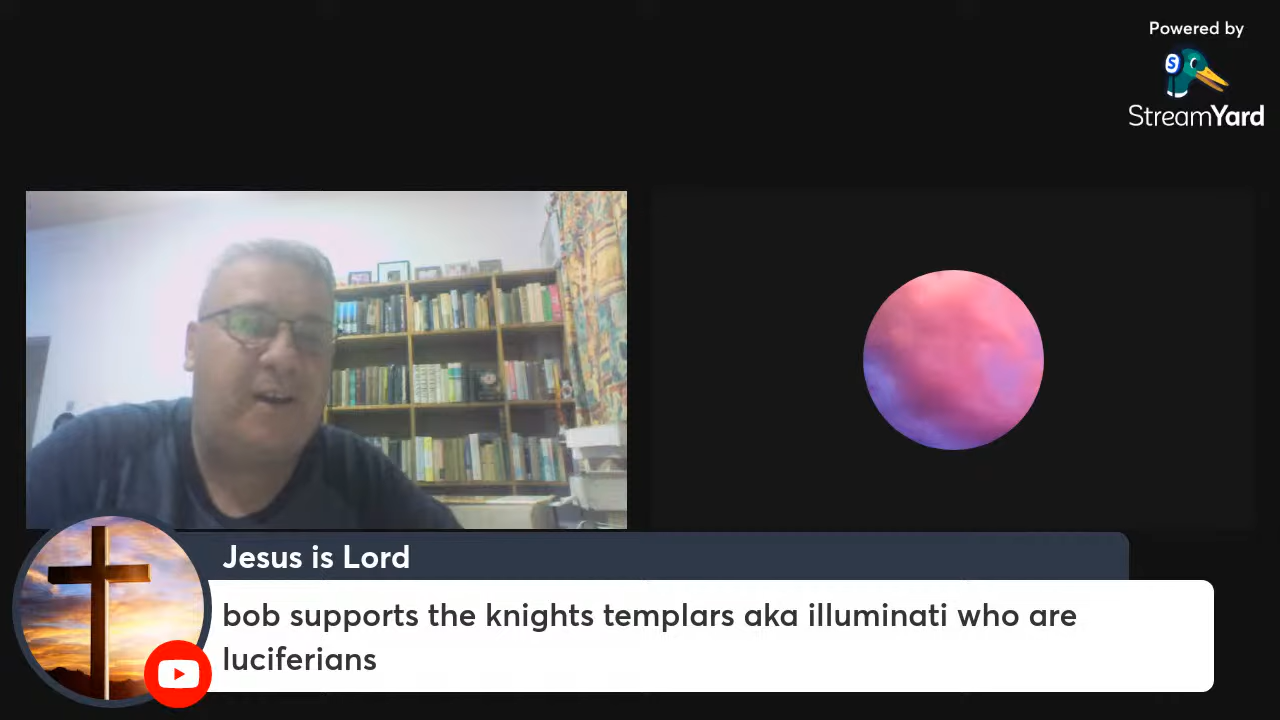 Powered by
S
StreamYard
Jesus is Lord
bob supports the knights templars aka illuminati who are
luciferians